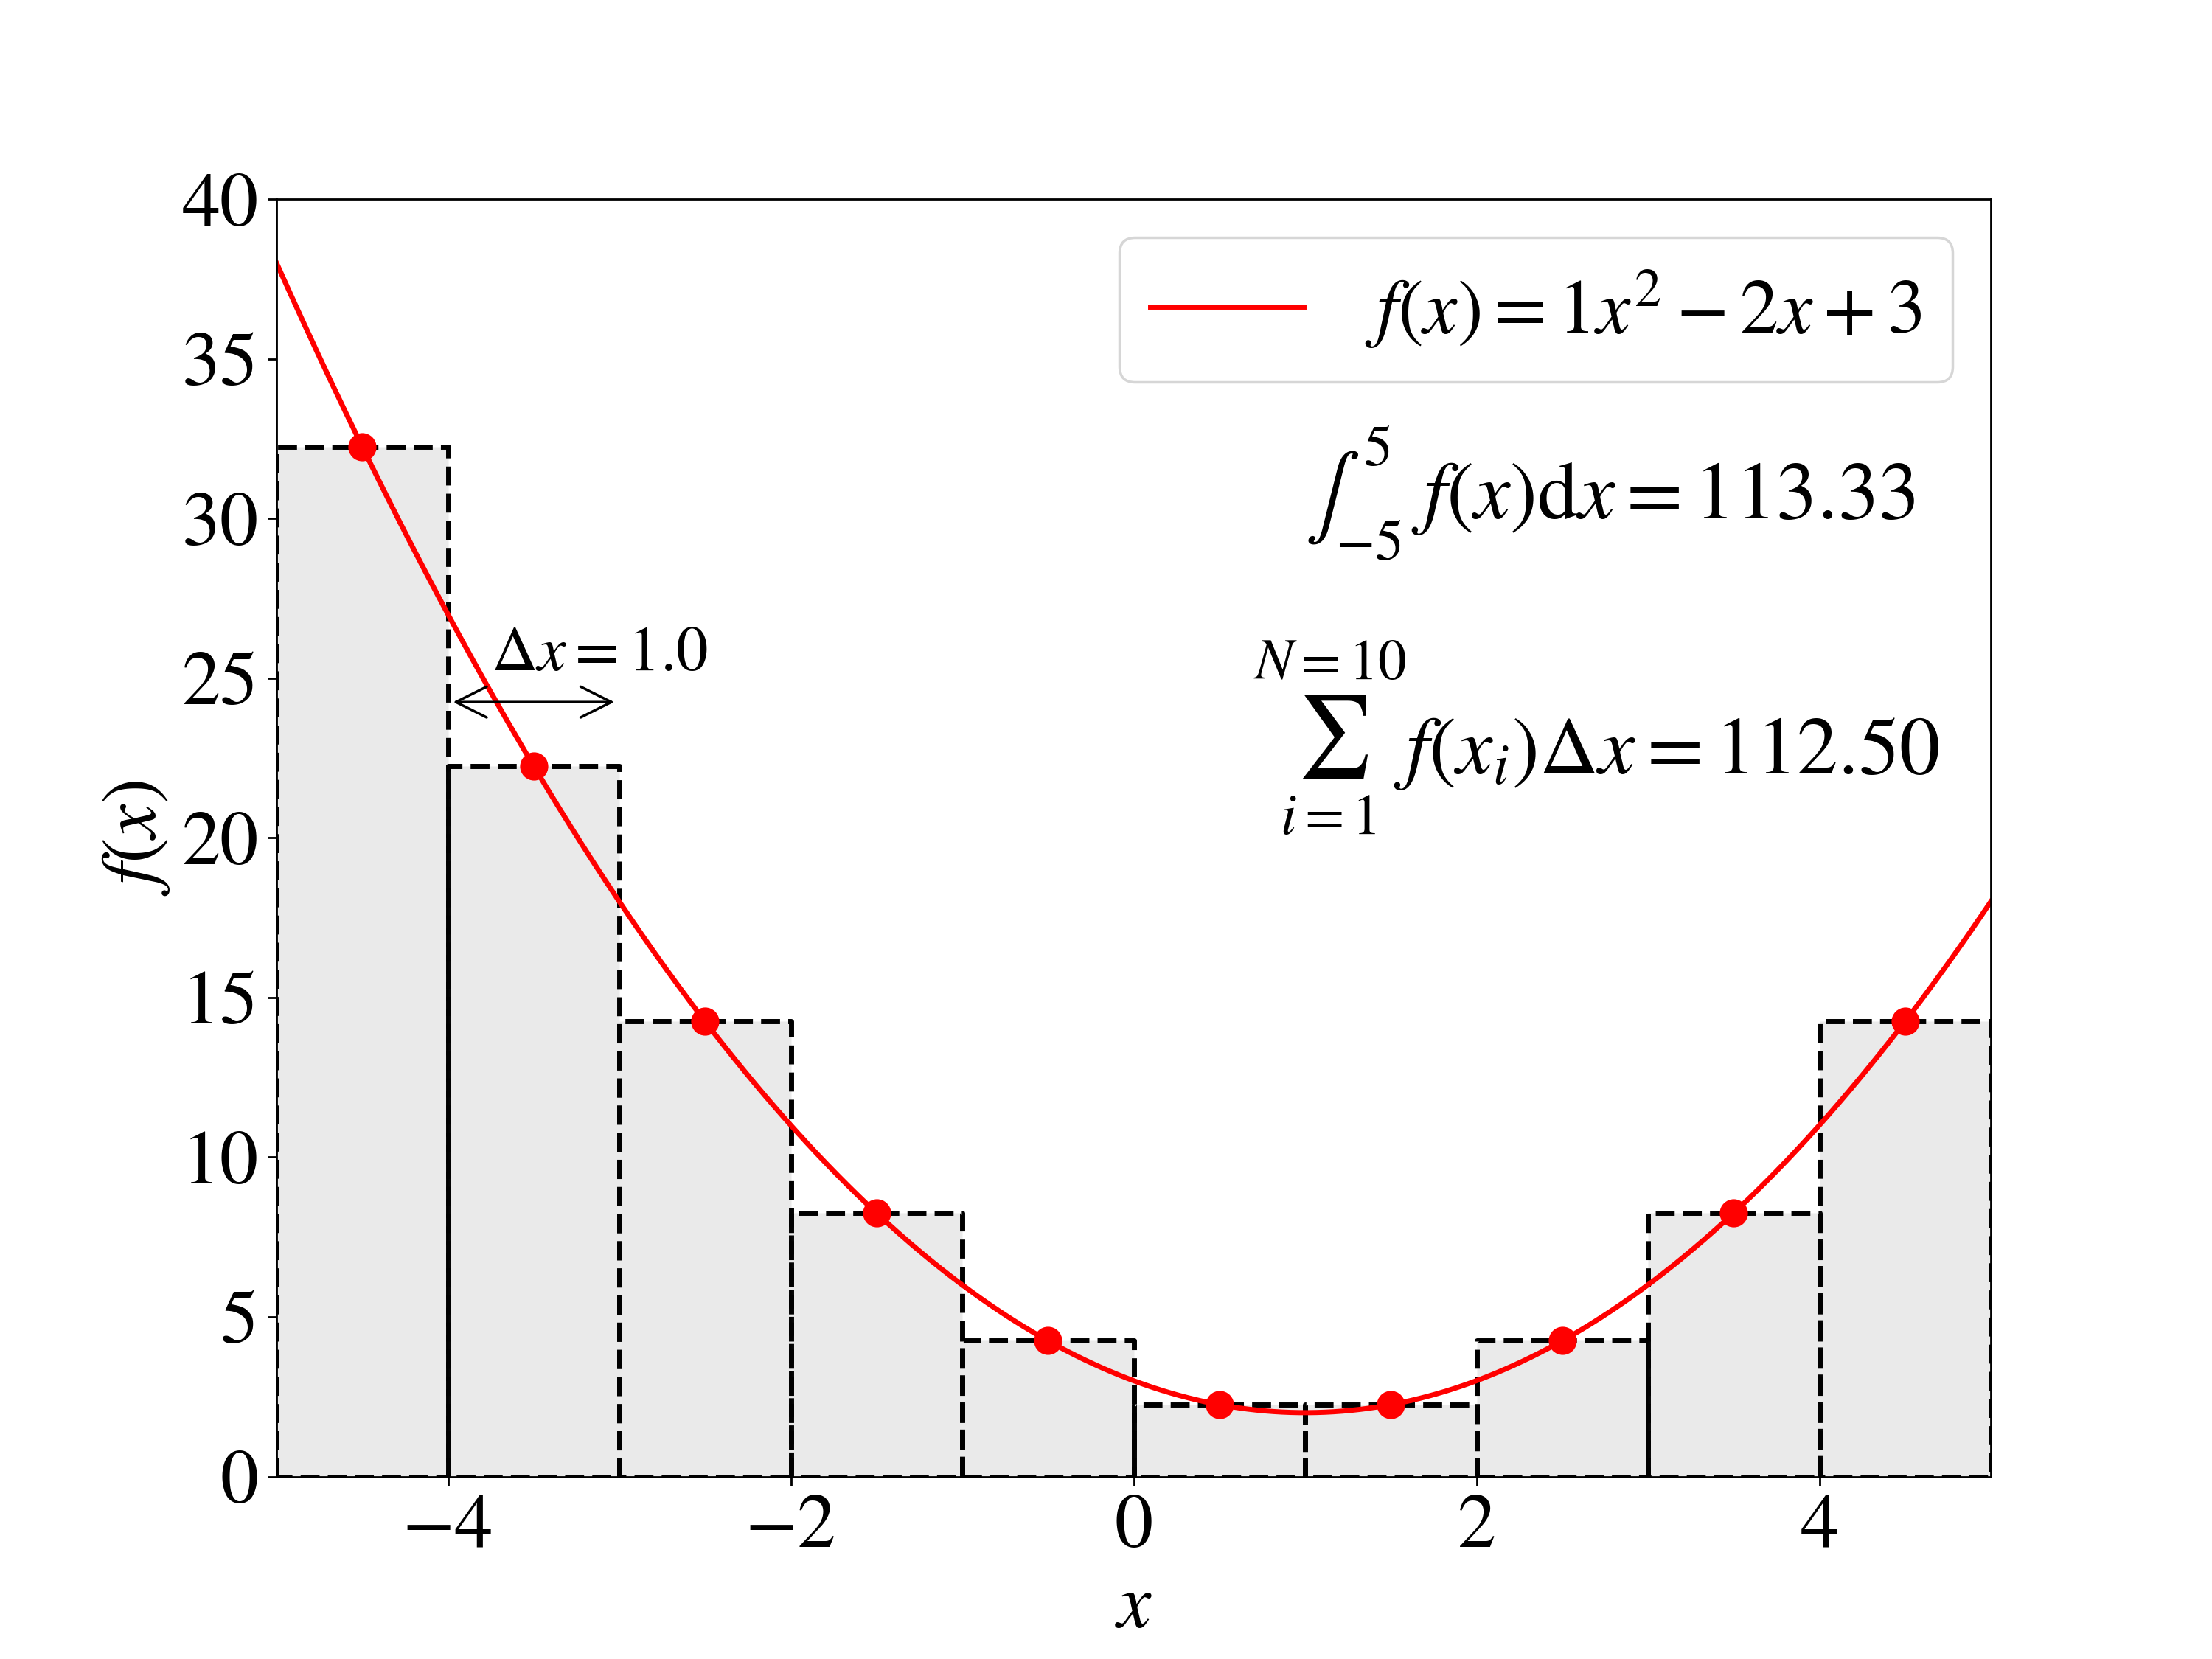 40
35
30
25
20
15
10
5
0
f(x)
f(x) = 1x² − 2x + 3
∫₋₅⁵ f(x)dx = 113.33
Δx = 1.0
N = 10
∑ f(xᵢ)Δx = 112.50
i = 1
−4 −2 0 2 4
x